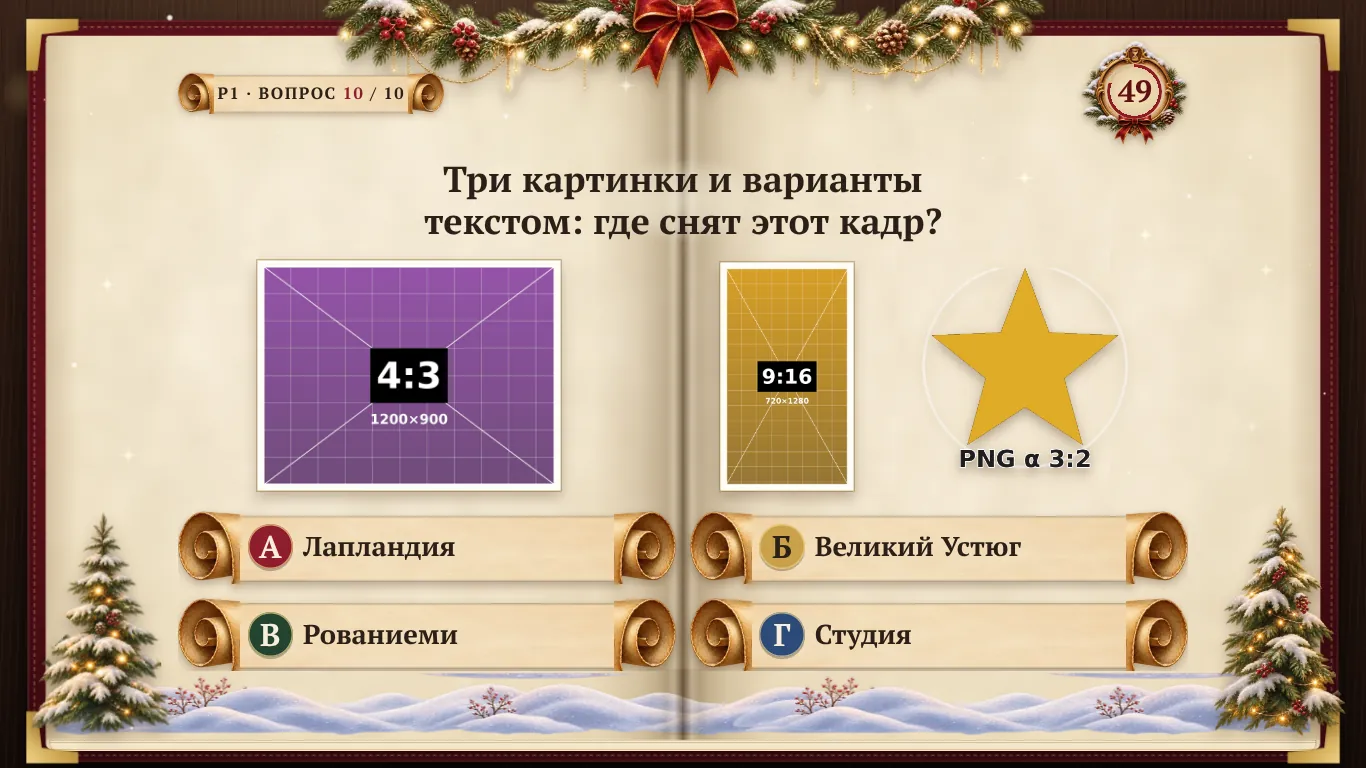 Р1 · ВОПРОС 10 / 10
49
Три картинки и варианты
текстом: где снят этот кадр?
4:3
1200×900
9:16
720×1280
PNG α 3:2
А Лапландия
Б Великий Устюг
В Рованиеми
Г Студия